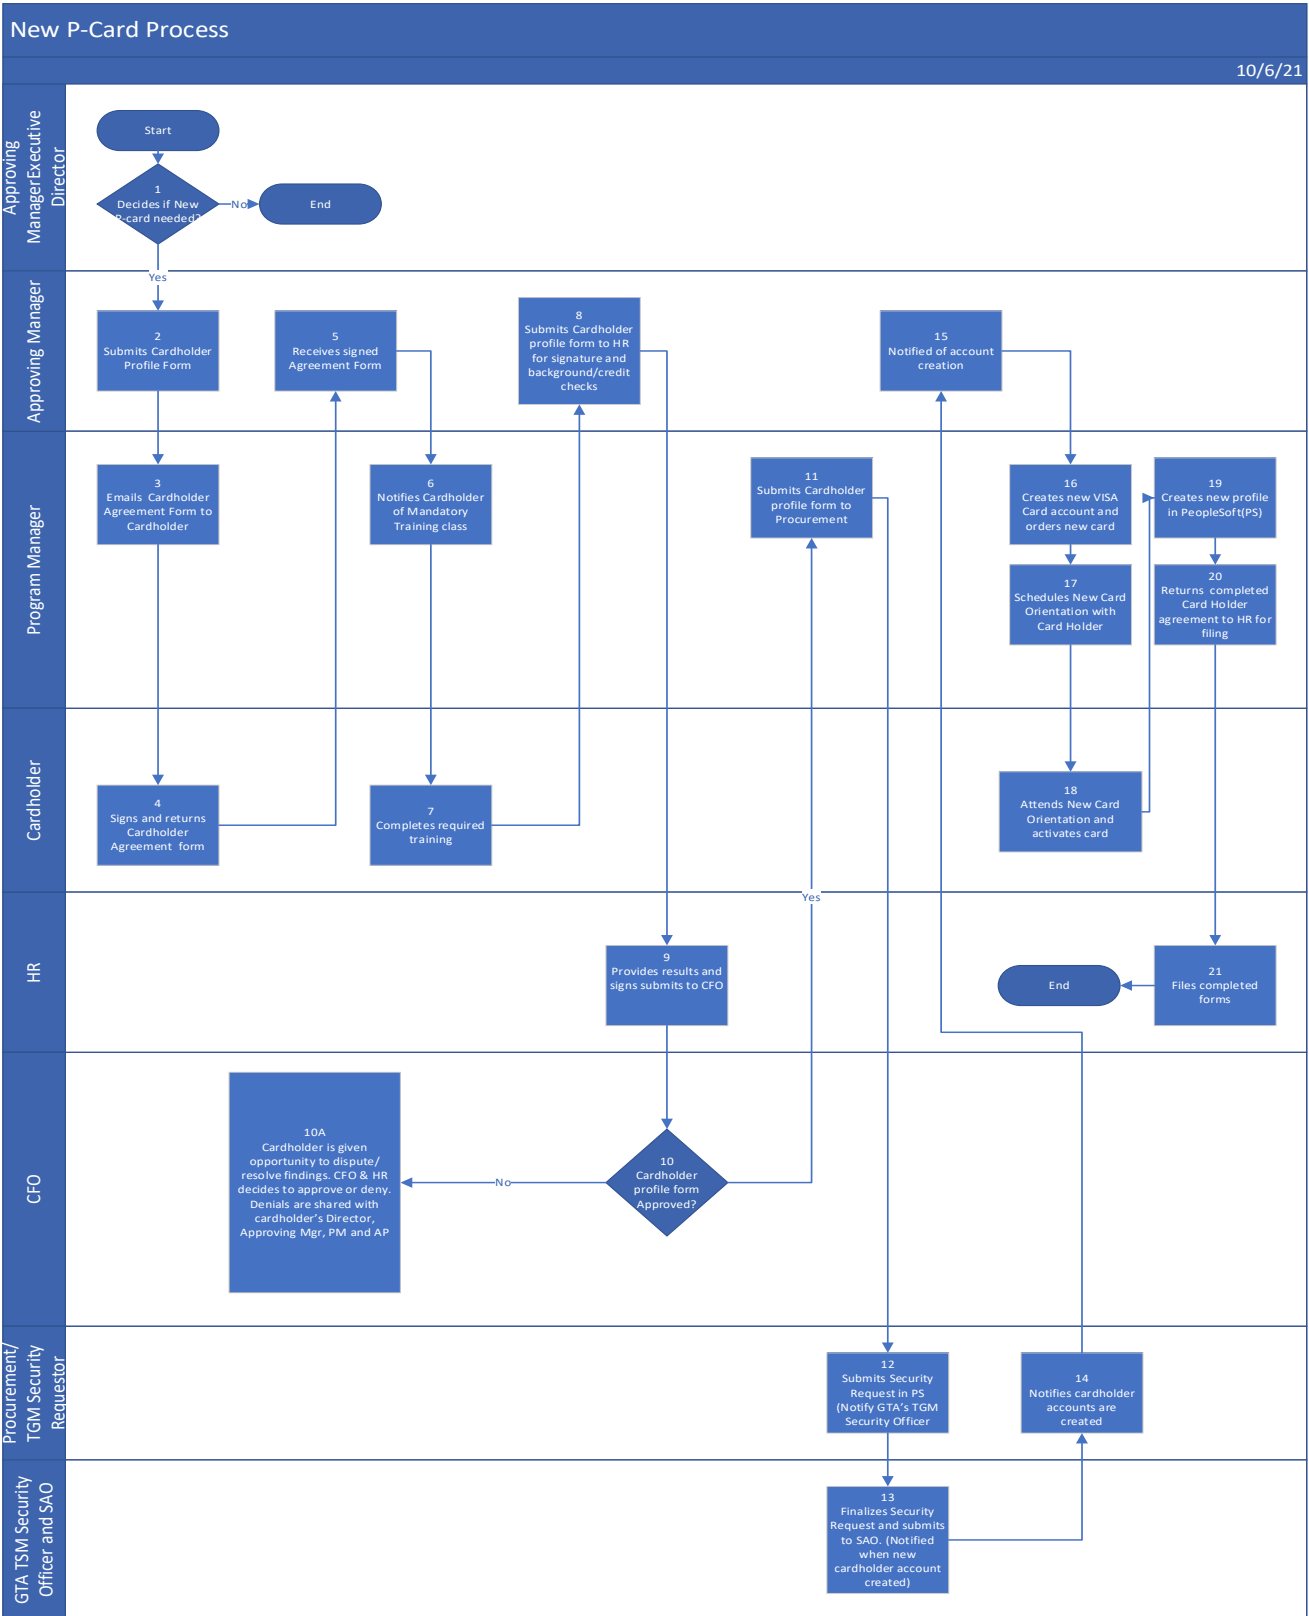 New P-Card Process
10/6/21
Approving
ManagerExecutive
Director
Start
1
Decides if New
P-card needed?
No
End
Yes
Approving Manager
2
Submits Cardholder
Profile Form
5
Receives signed
Agreement Form
8
Submits Cardholder
profile form to HR
for signature and
background/credit
checks
15
Notified of account
creation
Program Manager
3
Emails Cardholder
Agreement Form to
Cardholder
6
Notifies Cardholder
of Mandatory
Training class
11
Submits Cardholder
profile form to
Procurement
16
Creates new VISA
Card account and
orders new card
19
Creates new profile
in PeopleSoft(PS)
17
Schedules New Card
Orientation with
Card Holder
20
Returns completed
Card Holder
agreement to HR for
filing
Cardholder
4
Signs and returns
Cardholder
Agreement form
7
Completes required
training
18
Attends New Card
Orientation and
activates card
Yes
HR
9
Provides results and
signs submits to CFO
End
21
Files completed
forms
CFO
10A
Cardholder is given
opportunity to dispute/
resolve findings. CFO & HR
decides to approve or deny.
Denials are shared with
cardholder's Director,
Approving Mgr, PM and AP
No
10
Cardholder
profile form
Approved?
Procurement/
TGM Security
Requestor
12
Submits Security
Request in PS
(Notify GTA's TGM
Security Officer
14
Notifies cardholder
accounts are
created
GTA TSM Security
Officer and SAO
13
Finalizes Security
Request and submits
to SAO. (Notified
when new
cardholder account
created)